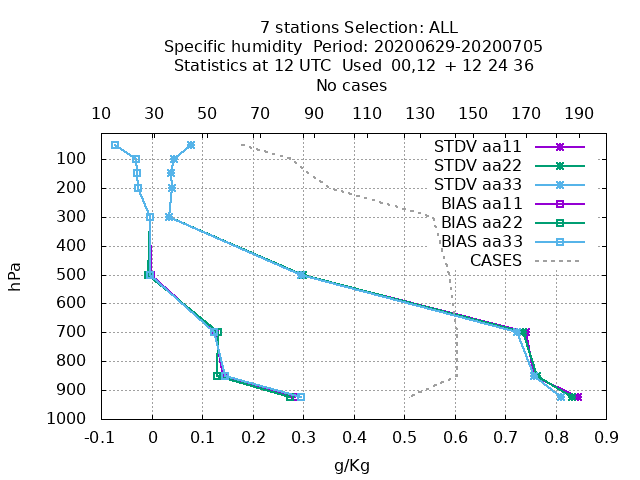 7 stations Selection: ALL
Specific humidity  Period: 20200629-20200705
Statistics at 12 UTC  Used  00,12  + 12 24 36
No cases
10 30 50 70 90 110 130 150 170 190
STDV aa11
STDV aa22
STDV aa33
BIAS aa11
BIAS aa22
BIAS aa33
CASES
100
200
300
400
500
600
700
800
900
1000
hPa
-0.1 0 0.1 0.2 0.3 0.4 0.5 0.6 0.7 0.8 0.9
g/Kg